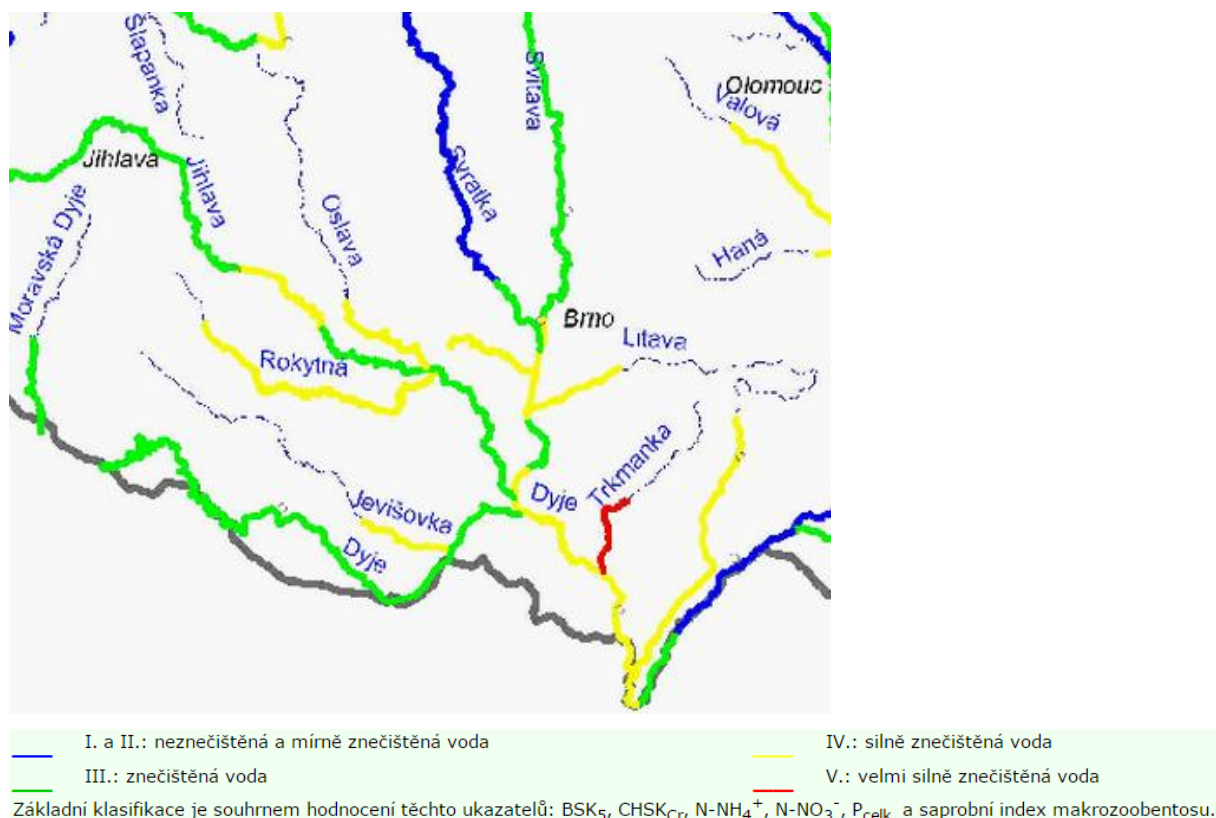 Šlapanka
Svitava
Olomouc
Valová
Jihlava
Jihlava
Svratka
Moravská Dyje
Oslava
Haná
Brno
Litava
Rokytná
Trkmanka
Dyje
Jevišovka
Dyje
I. a II.: neznečištěná a mírně znečištěná voda
IV.: silně znečištěná voda
III.: znečištěná voda
V.: velmi silně znečištěná voda
Základní klasifikace je souhrnem hodnocení těchto ukazatelů: BSK₅, CHSK_Cr, N-NH₄⁺, N-NO₃⁻, P_celk. a saprobní index makrozoobentosu.